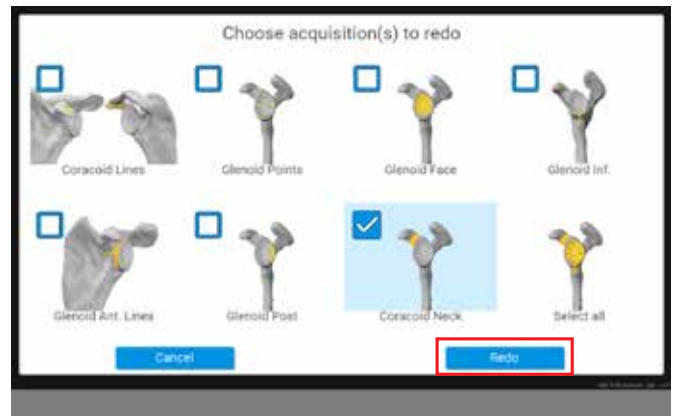 Choose acquisition(s) to redo
Coracoid Lines
Glenoid Points
Glenoid Face
Glenoid Inf.
Glenoid Ant. Lines
Glenoid Post
Coracoid Neck
Select all
Cancel
Redo